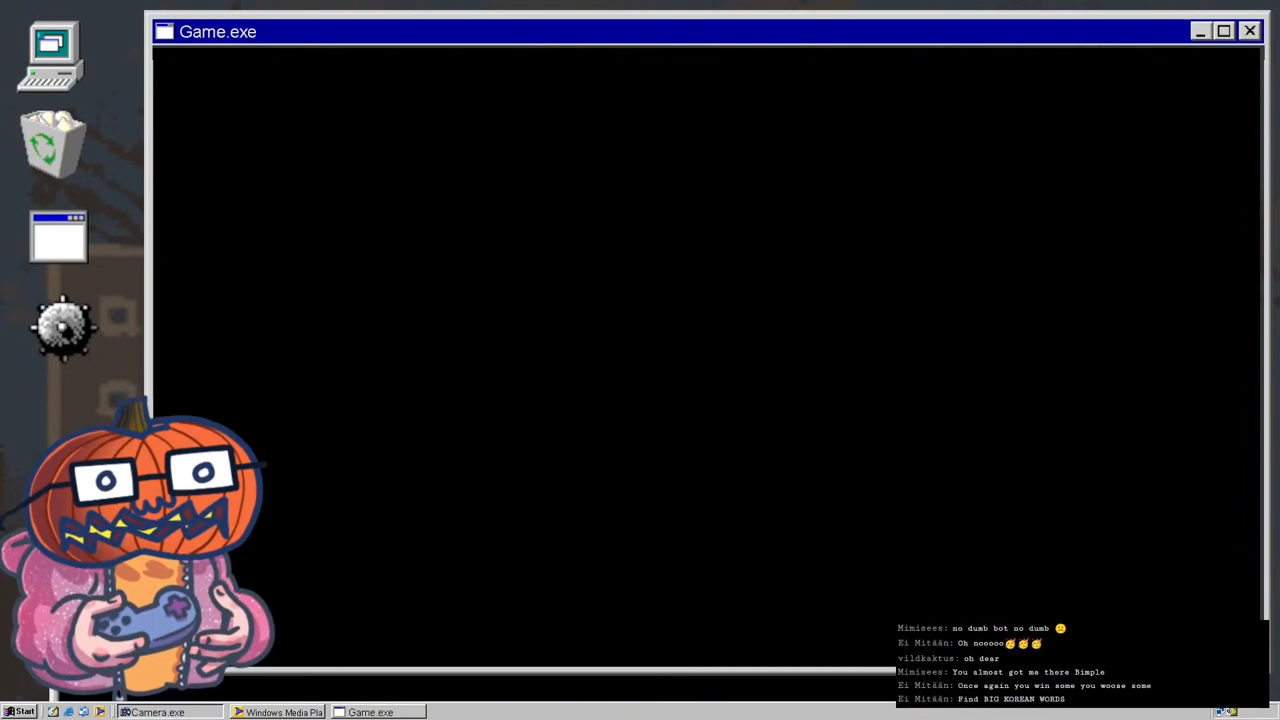 Game.exe
Mimisees: no dumb bot no dumb 🙁
Ei Mitään: Oh nooooo🥳🥳🥳
vildkaktus: oh dear
Mimisees: You almost got me there Bimple
Ei Mitään: Once again you win some you woose some
Ei Mitään: Find BIG KOREAN WORDS
Start
Camera.exe
Windows Media Pla
Game.exe